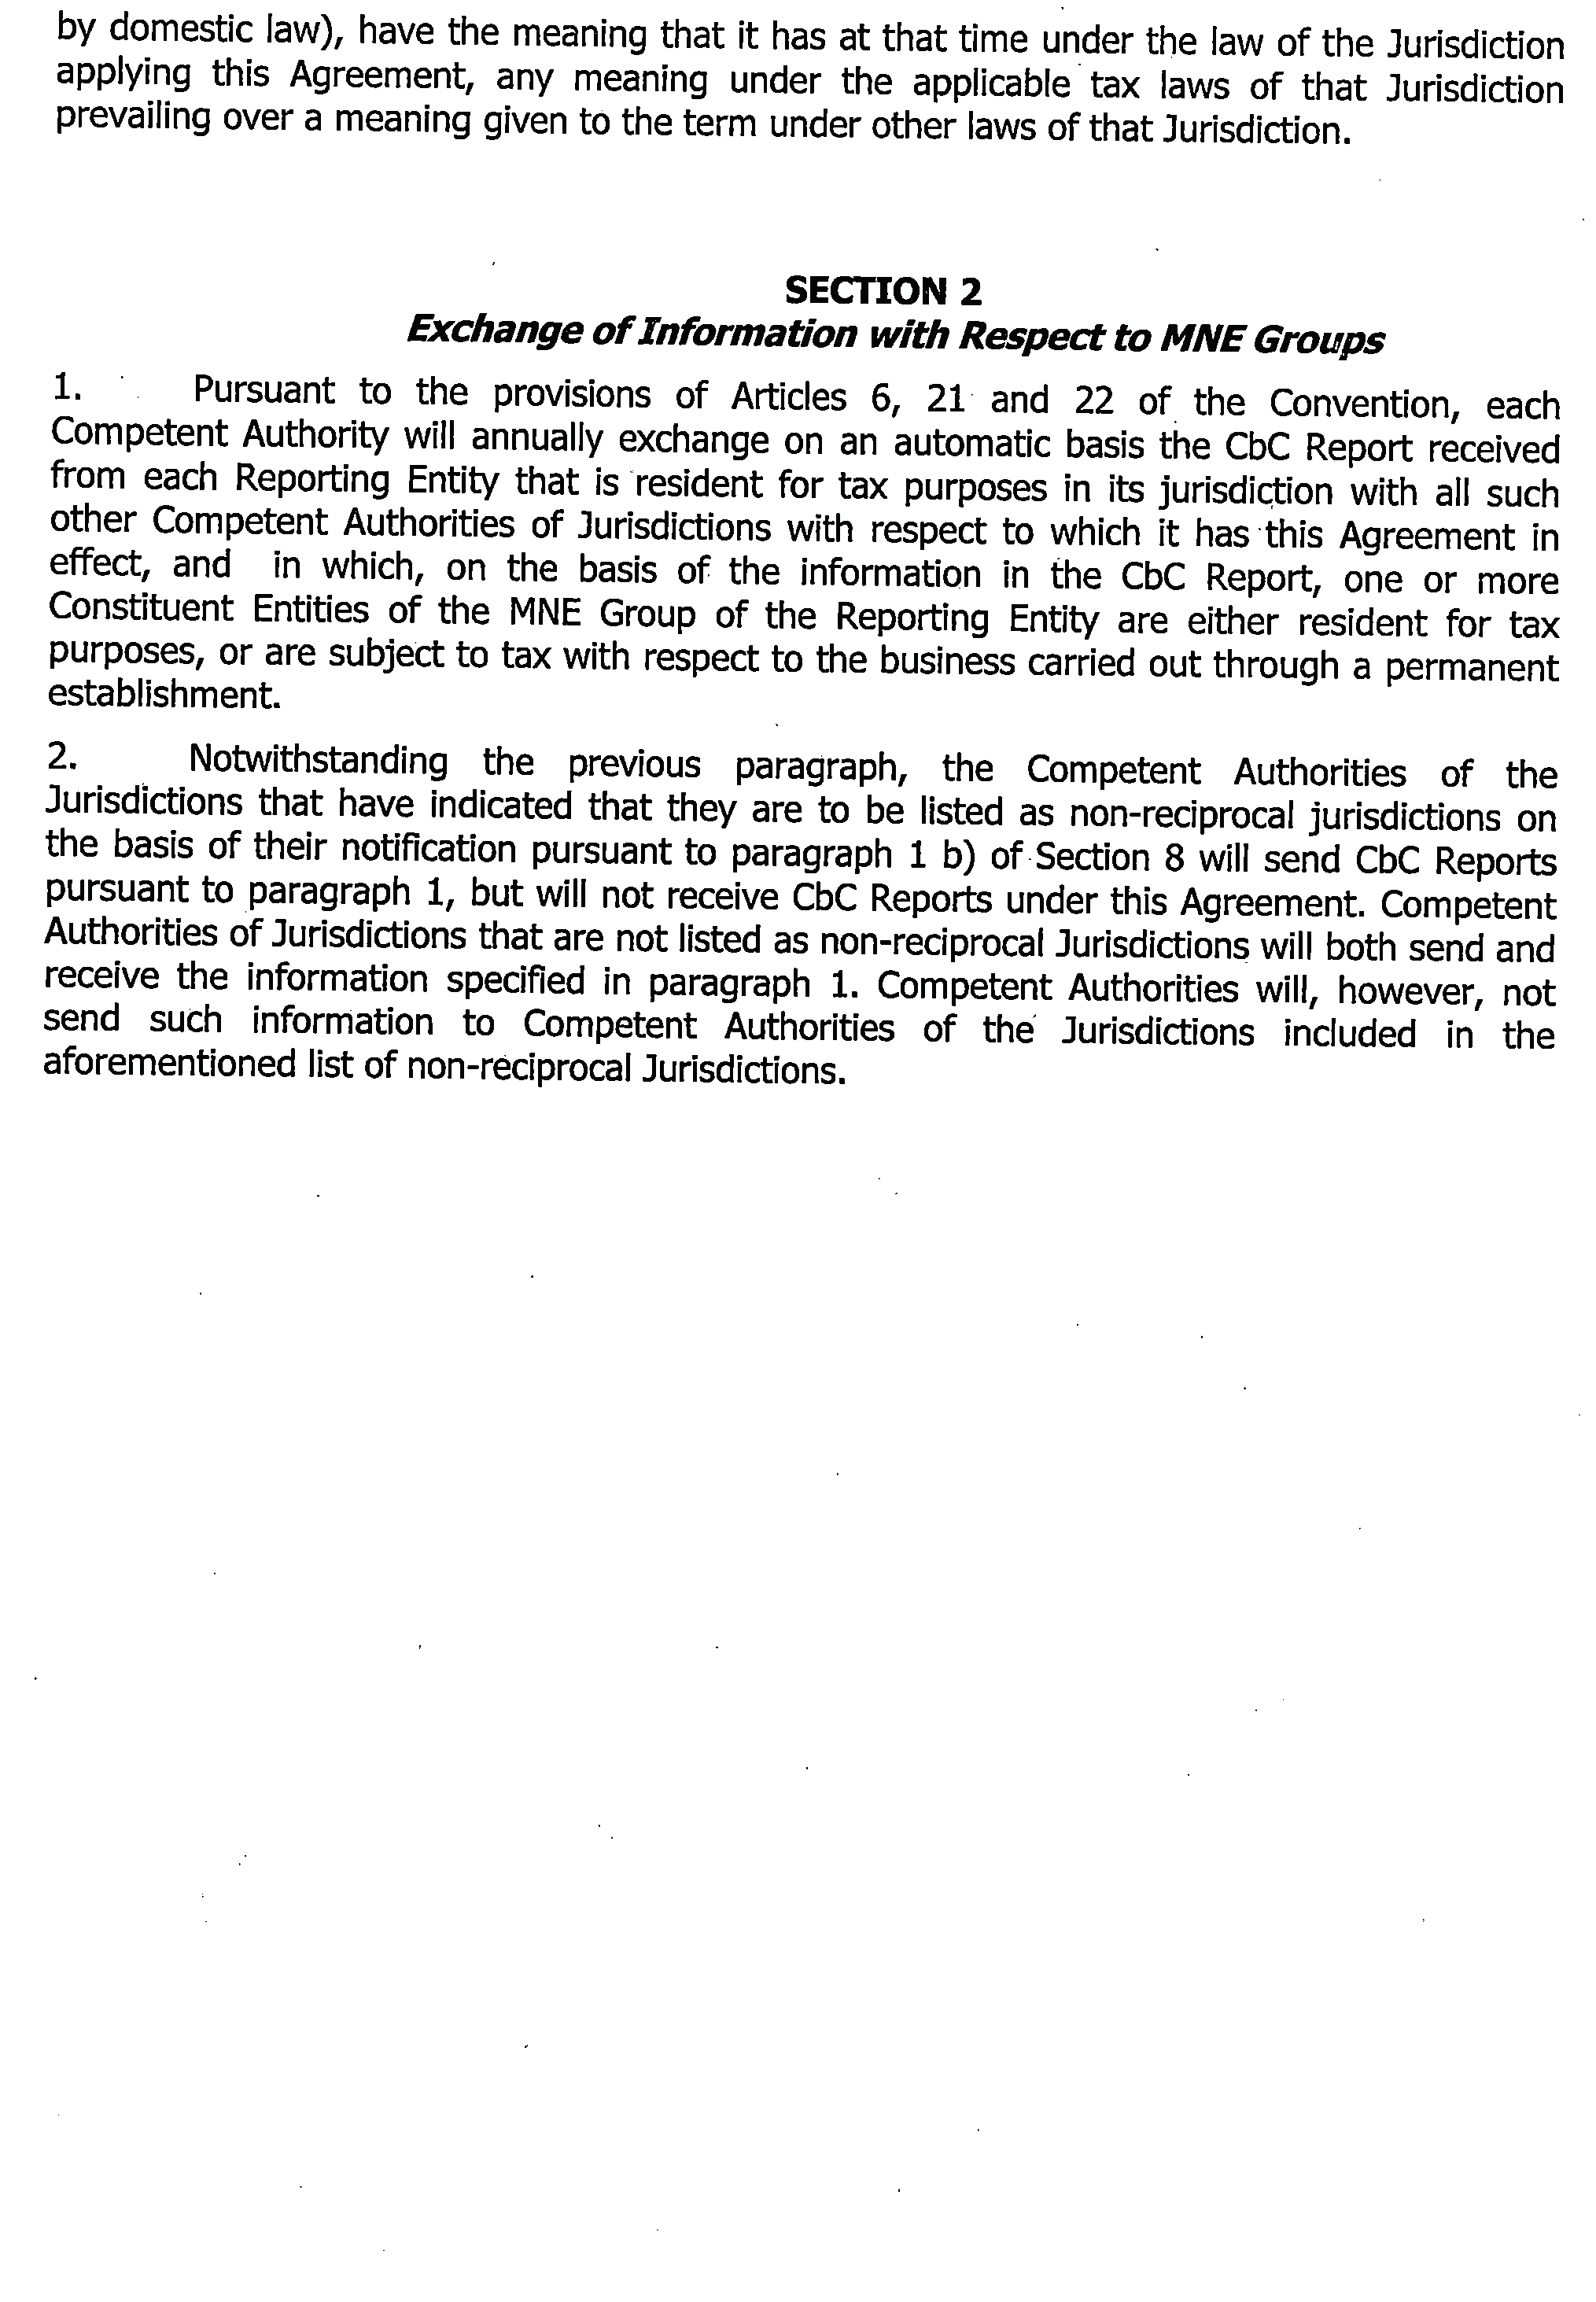 by domestic law), have the meaning that it has at that time under the law of the Jurisdiction
applying this Agreement, any meaning under the applicable tax laws of that Jurisdiction
prevailing over a meaning given to the term under other laws of that Jurisdiction.
SECTION 2
Exchange of Information with Respect to MNE Groups
1. Pursuant to the provisions of Articles 6, 21 and 22 of the Convention, each
Competent Authority will annually exchange on an automatic basis the CbC Report received
from each Reporting Entity that is resident for tax purposes in its jurisdiction with all such
other Competent Authorities of Jurisdictions with respect to which it has this Agreement in
effect, and in which, on the basis of the information in the CbC Report, one or more
Constituent Entities of the MNE Group of the Reporting Entity are either resident for tax
purposes, or are subject to tax with respect to the business carried out through a permanent
establishment.
2. Notwithstanding the previous paragraph, the Competent Authorities of the
Jurisdictions that have indicated that they are to be listed as non-reciprocal jurisdictions on
the basis of their notification pursuant to paragraph 1 b) of Section 8 will send CbC Reports
pursuant to paragraph 1, but will not receive CbC Reports under this Agreement. Competent
Authorities of Jurisdictions that are not listed as non-reciprocal Jurisdictions will both send and
receive the information specified in paragraph 1. Competent Authorities will, however, not
send such information to Competent Authorities of the Jurisdictions included in the
aforementioned list of non-reciprocal Jurisdictions.